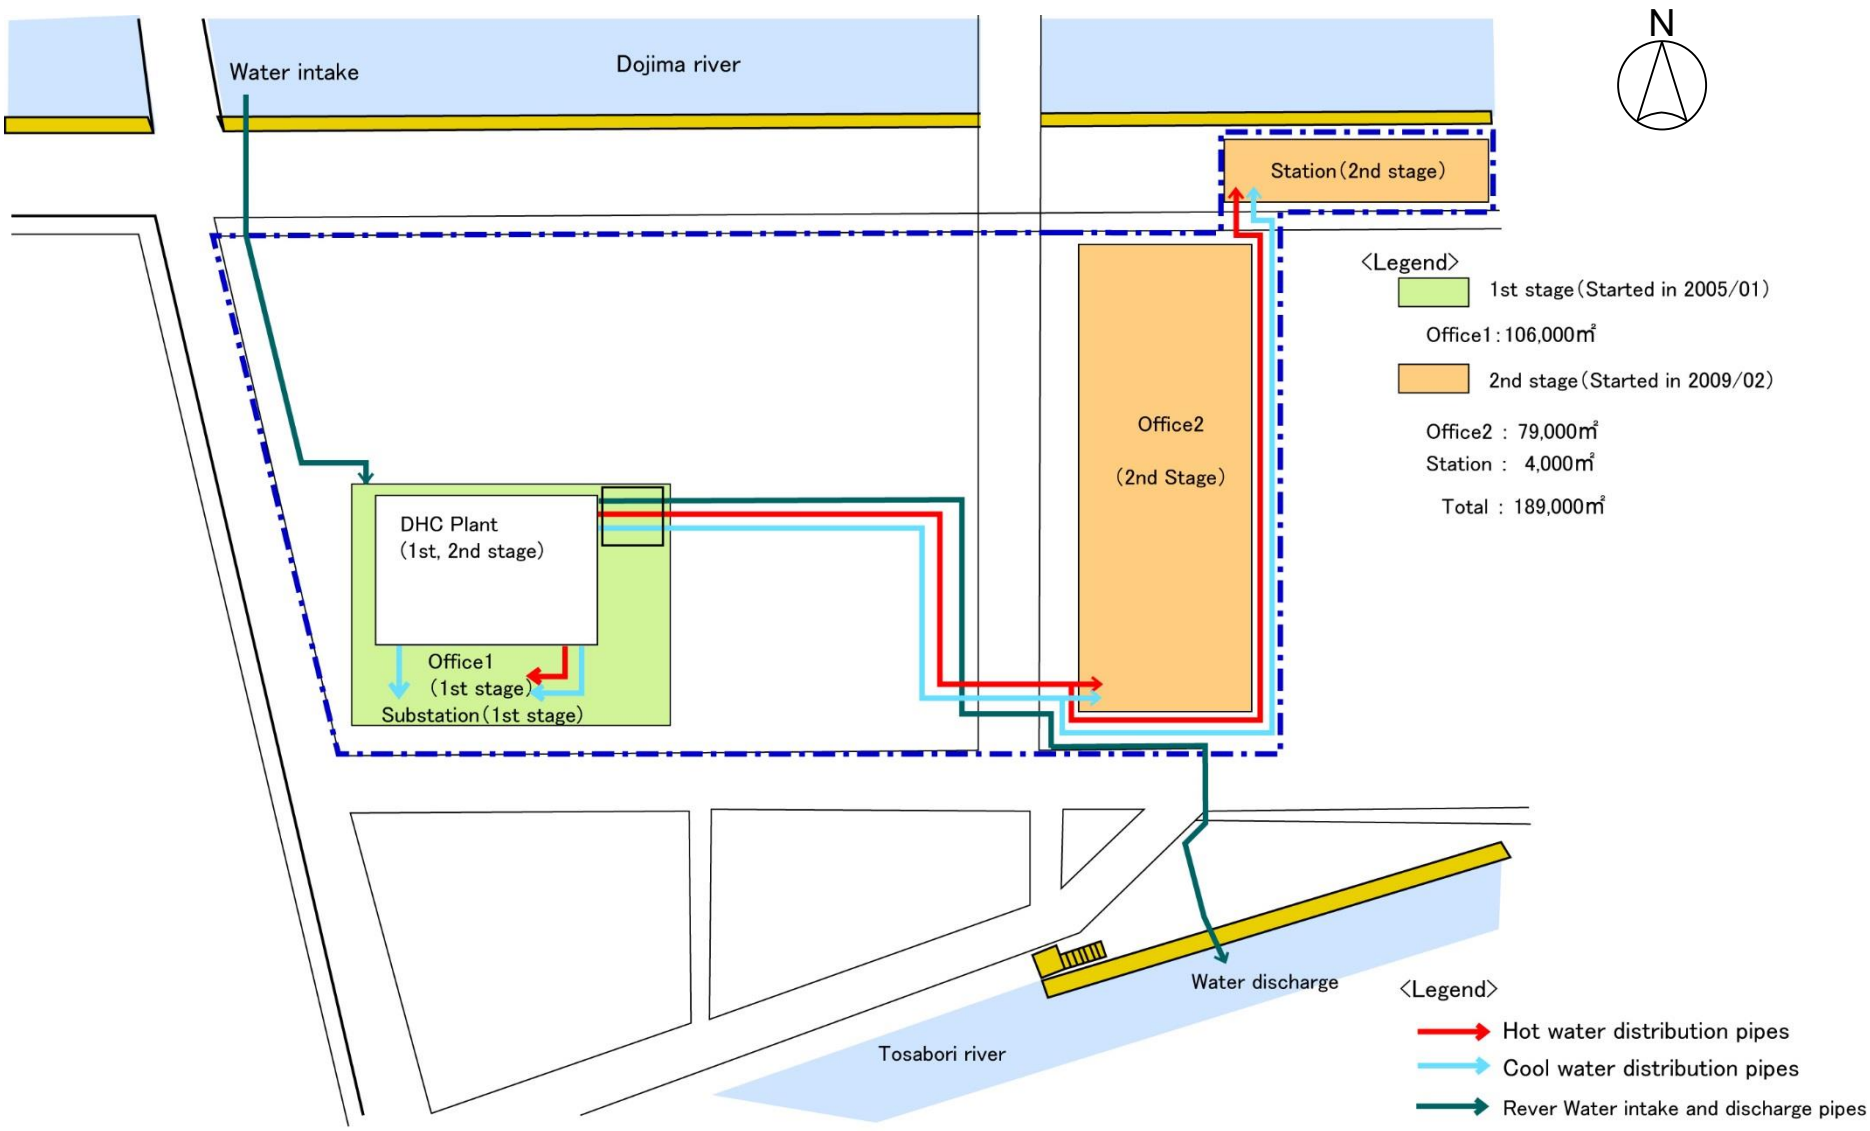 N
Water intake
Dojima river
Station(2nd stage)
<Legend>
1st stage(Started in 2005/01)
Office1:106,000㎡
2nd stage(Started in 2009/02)
Office2 : 79,000㎡
Station : 4,000㎡
Total : 189,000㎡
Office2
(2nd Stage)
DHC Plant
(1st, 2nd stage)
Office1
(1st stage)
Substation(1st stage)
Water discharge
Tosabori river
<Legend>
Hot water distribution pipes
Cool water distribution pipes
Rever Water intake and discharge pipes